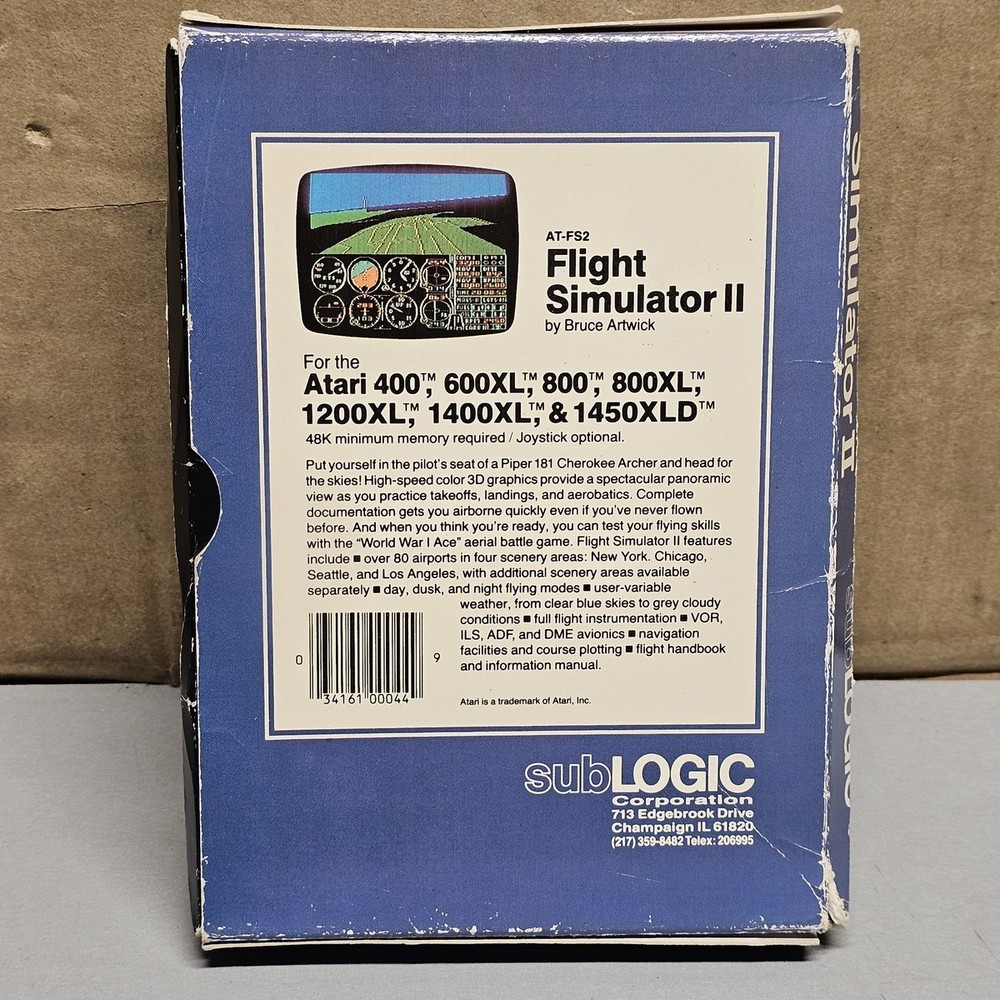 AT-FS2
Flight
Simulator II
by Bruce Artwick
For the
Atari 400™, 600XL,™ 800™, 800XL,™
1200XL,™ 1400XL,™ & 1450XLD™
48K minimum memory required / Joystick optional.
Put yourself in the pilot's seat of a Piper 181 Cherokee Archer and head for
the skies! High-speed color 3D graphics provide a spectacular panoramic
view as you practice takeoffs, landings, and aerobatics. Complete
documentation gets you airborne quickly even if you've never flown
before. And when you think you're ready, you can test your flying skills
with the "World War I Ace" aerial battle game. Flight Simulator II features
include ■ over 80 airports in four scenery areas: New York. Chicago,
Seattle, and Los Angeles, with additional scenery areas available
separately ■ day, dusk, and night flying modes ■ user-variable
weather, from clear blue skies to grey cloudy
conditions ■ full flight instrumentation ■ VOR,
ILS, ADF, and DME avionics ■ navigation
facilities and course plotting ■ flight handbook
and information manual.
0 34161 00044 9
Atari is a trademark of Atari, Inc.
subLOGIC
Corporation
713 Edgebrook Drive
Champaign IL 61820
(217) 359-8482 Telex: 206995
Simulator II